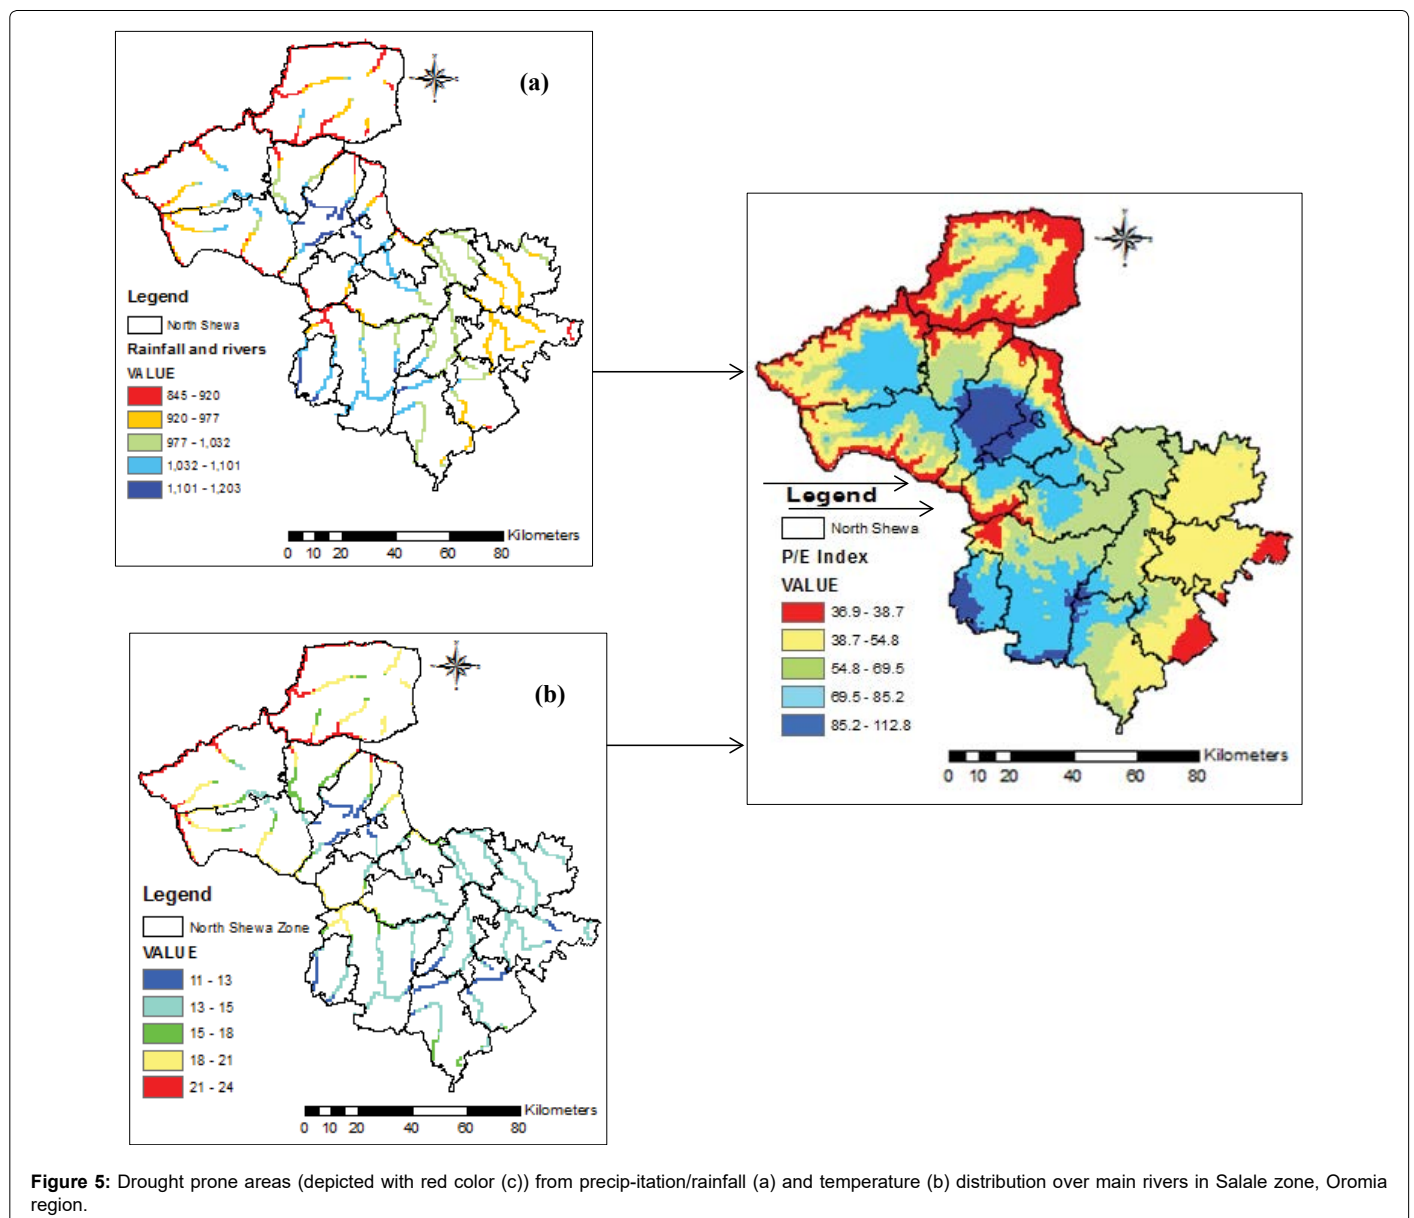 (a)
Legend
North Shewa
Rainfall and rivers
VALUE
845 - 920
920 - 977
977 - 1,032
1,032 - 1,101
1,101 - 1,203
Kilometers
0 10 20 40 60 80
Legend
North Shewa
P/E Index
VALUE
36.9 - 38.7
38.7 - 54.8
54.8 - 69.5
69.5 - 85.2
85.2 - 112.8
Kilometers
0 10 20 40 60 80
(b)
Legend
North Shewa Zone
VALUE
11 - 13
13 - 15
15 - 18
18 - 21
21 - 24
Kilometers
0 10 20 40 60 80
Figure 5: Drought prone areas (depicted with red color (c)) from precip-itation/rainfall (a) and temperature (b) distribution over main rivers in Salale zone, Oromia
region.